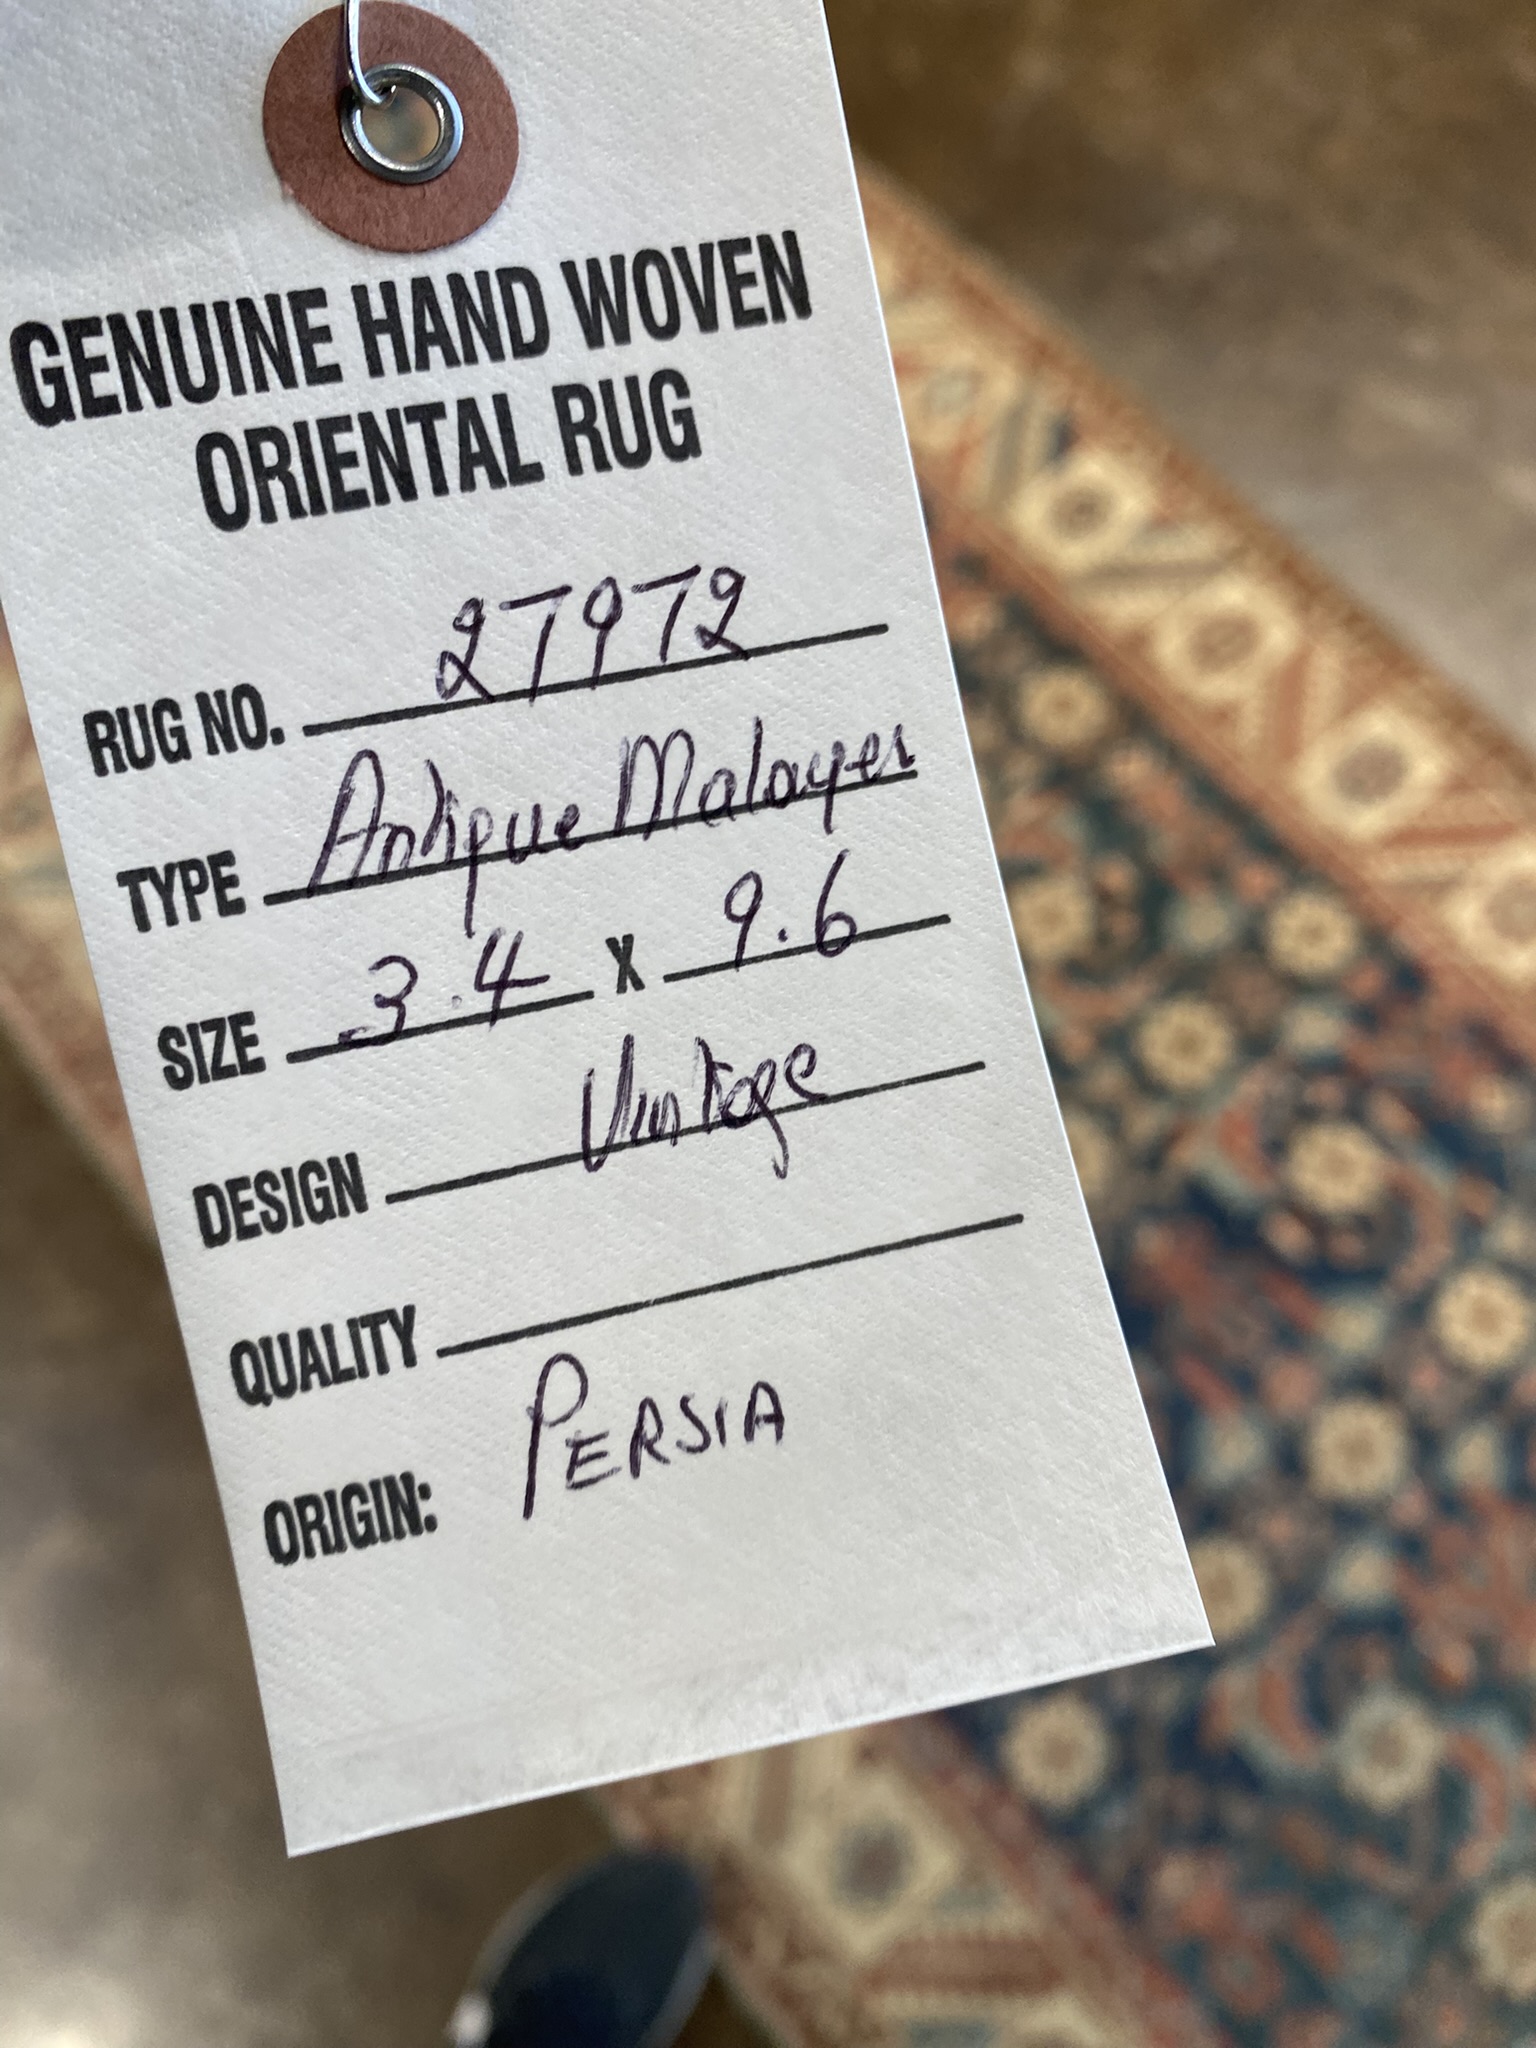 GENUINE HAND WOVEN
ORIENTAL RUG
RUG NO. 27972
TYPE Antique Malayer
SIZE 3.4 X 9.6
DESIGN Vintage
QUALITY
ORIGIN: PERSIA